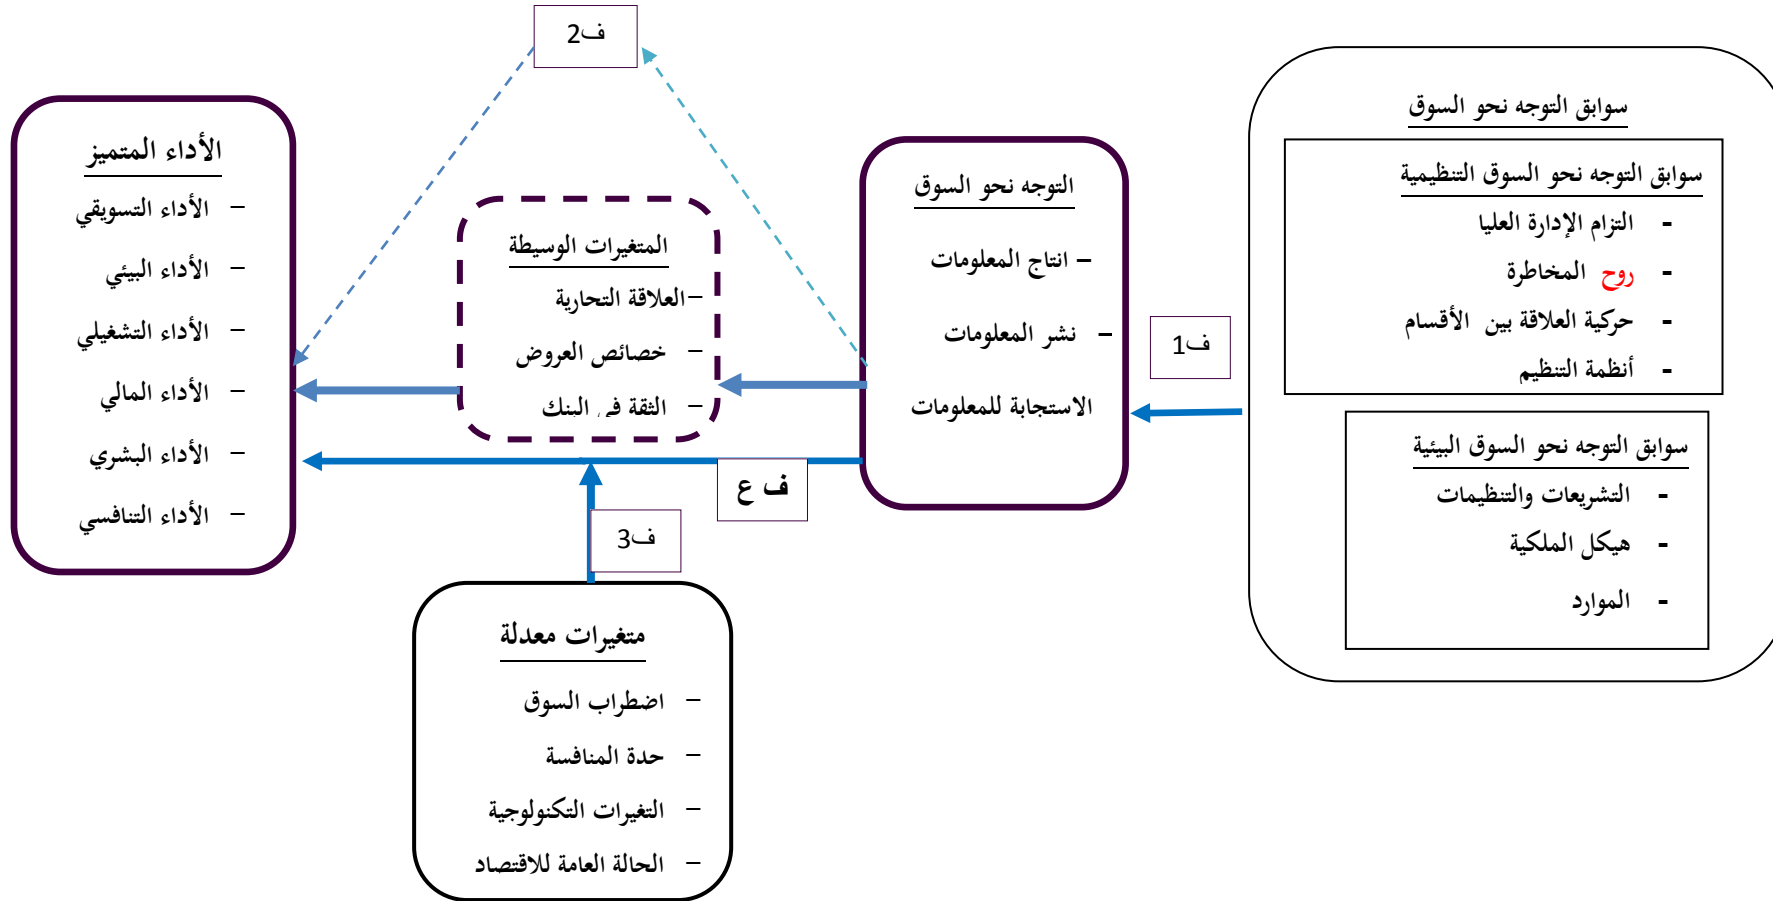 ف2
سوابق التوجه نحو السوق
سوابق التوجه نحو السوق التنظيمية
- التزام الإدارة العليا
- روح المخاطرة
- حركية العلاقة بين الأقسام
- أنظمة التنظيم
سوابق التوجه نحو السوق البيئية
- التشريعات والتنظيمات
- هيكل الملكية
- الموارد
ف1
التوجه نحو السوق
– انتاج المعلومات
– نشر المعلومات
الاستجابة للمعلومات
المتغيرات الوسيطة
–العلاقة التجارية
– خصائص العروض
– الثقة في البنك
ف ع
ف3
متغيرات معدلة
– اضطراب السوق
– حدة المنافسة
– التغيرات التكنولوجية
– الحالة العامة للاقتصاد
الأداء المتميز
– الأداء التسويقي
– الأداء البيئي
– الأداء التشغيلي
– الأداء المالي
– الأداء البشري
– الأداء التنافسي